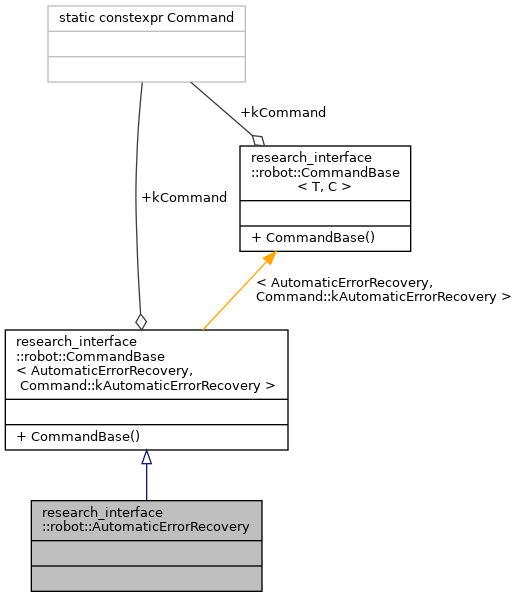 static constexpr Command
+kCommand
research_interface
::robot::CommandBase
< T, C >
+ CommandBase()
+kCommand
< AutomaticErrorRecovery,
Command::kAutomaticErrorRecovery >
research_interface
::robot::CommandBase
< AutomaticErrorRecovery,
Command::kAutomaticErrorRecovery >
+ CommandBase()
research_interface
::robot::AutomaticErrorRecovery